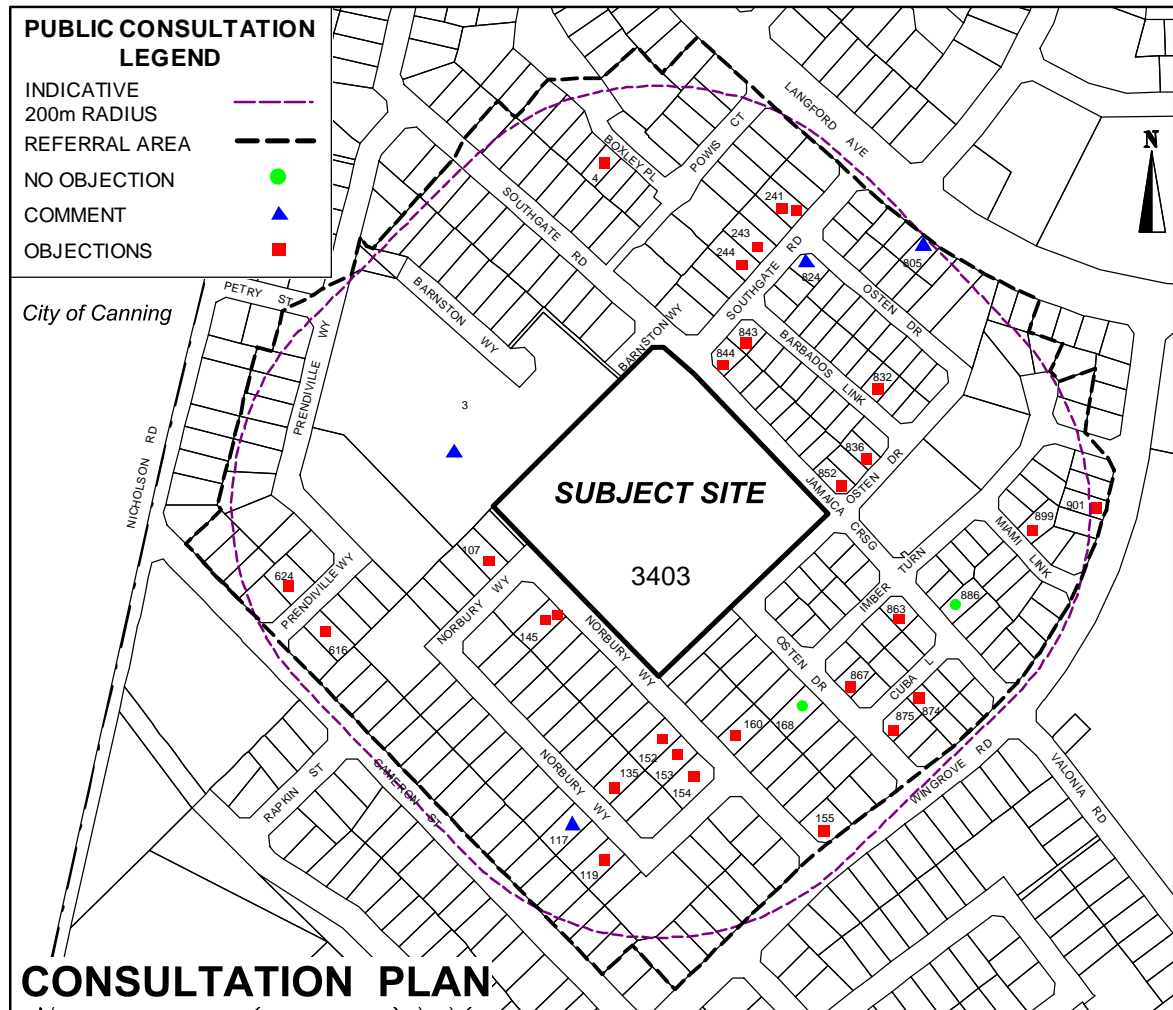 PUBLIC CONSULTATION
LEGEND
INDICATIVE
200m RADIUS
REFERRAL AREA
NO OBJECTION
COMMENT
OBJECTIONS
City of Canning
N
LANGFORD AVE
POWIS CT
BOXLEY PL
4
241
SOUTHGATE RD
243
244
SOUTHGATE RD
824
805
OSTEN DR
BARNSTON WY
PETRY ST
PRENDIVILLE WY
BARNSTON WY
843
844
BARBADOS LINK
832
3
NICHOLSON RD
836
852
OSTEN DR
JAMAICA CRSG
SUBJECT SITE
3403
901
899
MIAMI LINK
107
NORBURY WY
IMBER TURN
886
624
PRENDIVILLE WY
616
145
NORBURY WY
863
OSTEN DR
867
CUBA L
874
875
160
168
152
153
154
135
NORBURY WY
WINGROVE RD
VALONIA RD
RAPKIN ST
CAMERON ST
117
119
155
CONSULTATION PLAN